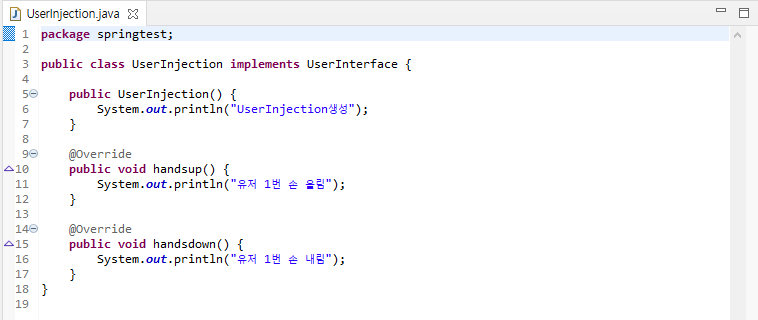 UserInjection.java
1 package springtest;
2
3 public class UserInjection implements UserInterface {
4
5 public UserInjection() {
6 System.out.println("UserInjection생성");
7 }
8
9 @Override
10 public void handsup() {
11 System.out.println("유저 1번 손 올림");
12 }
13
14 @Override
15 public void handsdown() {
16 System.out.println("유저 1번 손 내림");
17 }
18 }
19